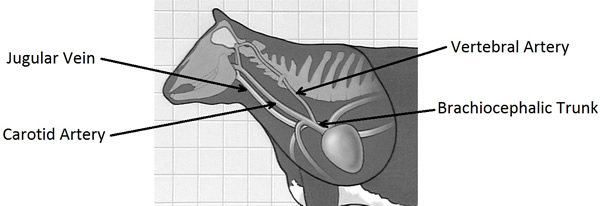 Jugular Vein
Vertebral Artery
Carotid Artery
Brachiocephalic Trunk